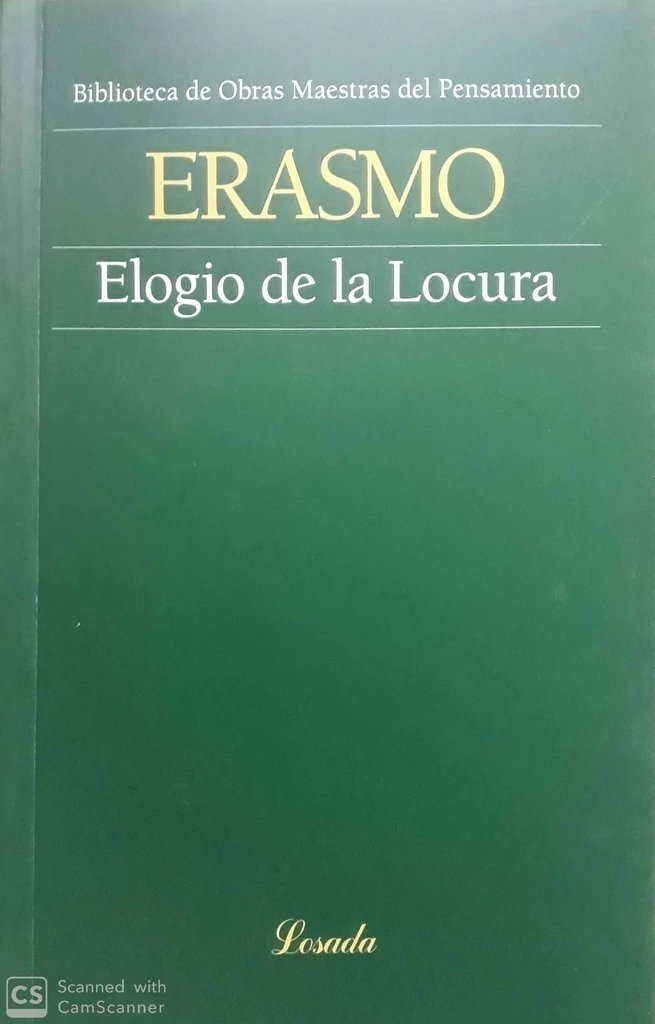 Biblioteca de Obras Maestras del Pensamiento
ERASMO
Elogio de la Locura
Losada
CS Scanned with
CamScanner